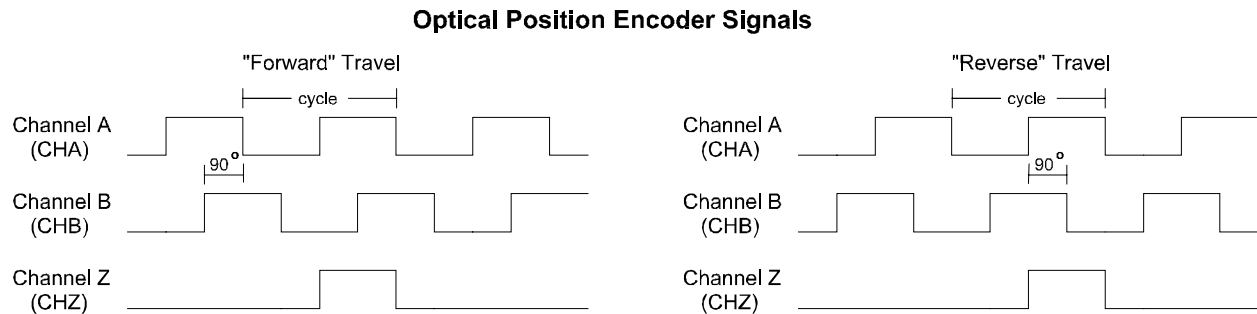 Optical Position Encoder Signals
"Forward" Travel
cycle
Channel A
(CHA)
90°
Channel B
(CHB)
Channel Z
(CHZ)
"Reverse" Travel
cycle
Channel A
(CHA)
90°
Channel B
(CHB)
Channel Z
(CHZ)